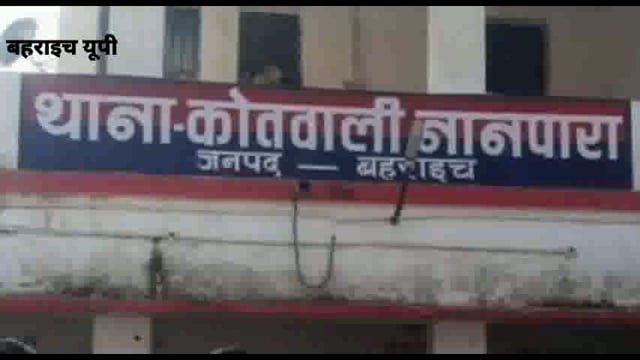 बहराइच यूपी
थाना-कोतवाली नानपारा
जनपद — बहराइच